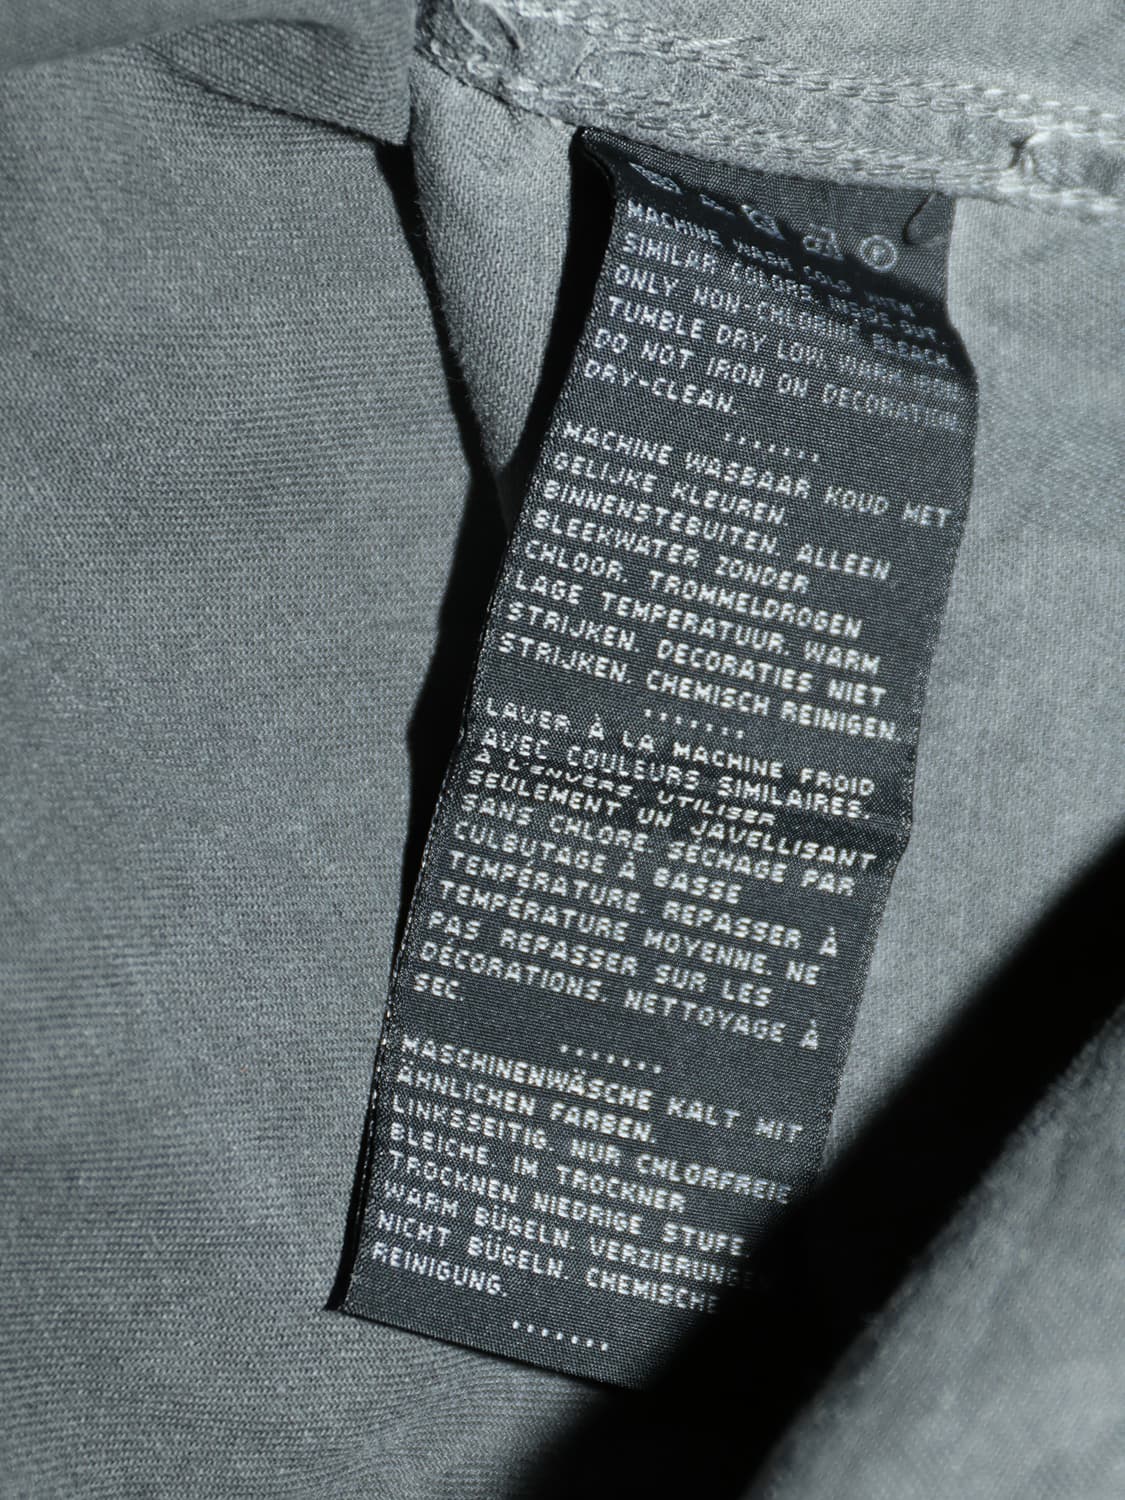 MACHINE WASH COLD WITH
SIMILAR COLORS. INSIDE OUT.
ONLY NON-CHLORINE BLEACH.
TUMBLE DRY LOW. WARM IRON.
DO NOT IRON ON DECORATION.
DRY-CLEAN.
.......
MACHINE WASBAAR KOUD MET
GELIJKE KLEUREN.
BINNENSTEBUITEN. ALLEEN
BLEEKWATER ZONDER
CHLOOR. TROMMELDROGEN
LAGE TEMPERATUUR. WARM
STRIJKEN. DECORATIES NIET
STRIJKEN. CHEMISCH REINIGEN.
.......
LAVER À LA MACHINE FROID
AVEC COULEURS SIMILAIRES.
À L'ENVERS. UTILISER
SEULEMENT UN JAVELLISANT
SANS CHLORE SÉCHAGE PAR
CULBUTAGE À BASSE
TEMPÉRATURE. REPASSER À
TEMPÉRATURE MOYENNE. NE
PAS REPASSER SUR LES
DÉCORATIONS. NETTOYAGE À
SEC.
.......
MASCHINENWÄSCHE KALT MIT
ÄHNLICHEN FARBEN.
LINKSSEITIG. NUR CHLORFREIE
BLEICHE. IM TROCKNER
TROCKNEN NIEDRIGE STUFE.
WARM BÜGELN. VERZIERUNGEN
NICHT BÜGELN. CHEMISCHE
REINIGUNG.
.......